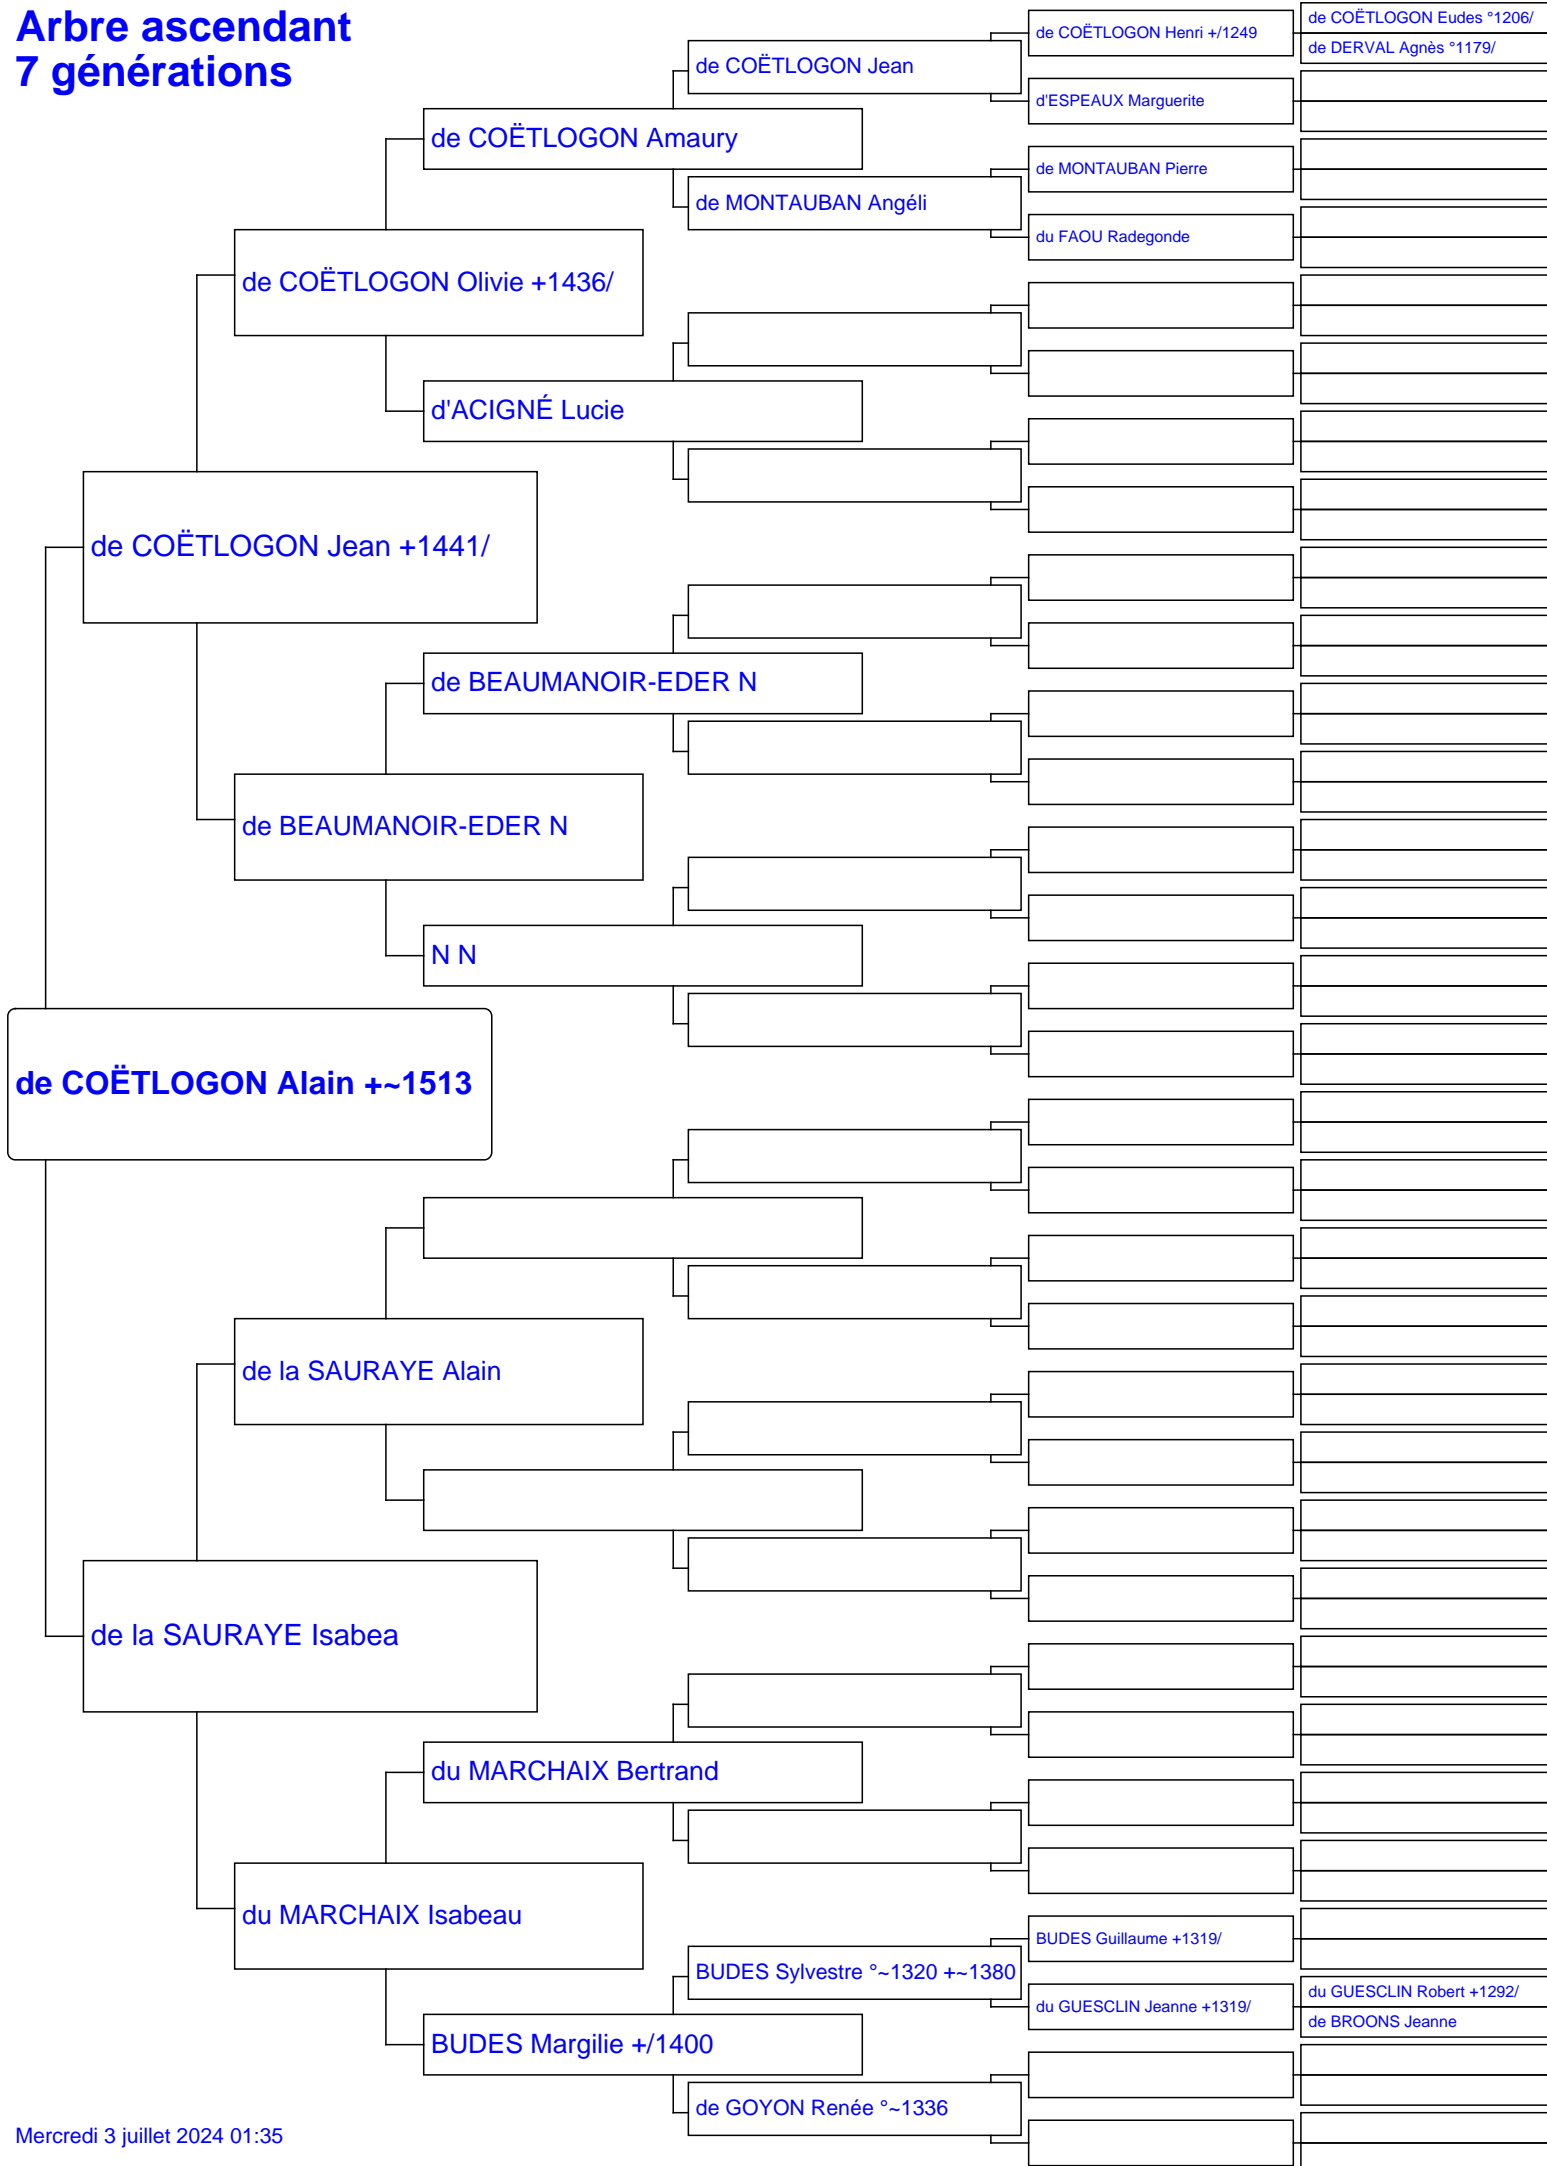 Arbre ascendant
7 générations
de COËTLOGON Henri +/1249
de COËTLOGON Eudes °1206/
de DERVAL Agnès °1179/
de COËTLOGON Jean
d'ESPEAUX Marguerite
de COËTLOGON Amaury
de MONTAUBAN Pierre
de MONTAUBAN Angéli
du FAOU Radegonde
de COËTLOGON Olivie +1436/
d'ACIGNÉ Lucie
de COËTLOGON Jean +1441/
de BEAUMANOIR-EDER N
de BEAUMANOIR-EDER N
N N
de COËTLOGON Alain +~1513
de la SAURAYE Alain
de la SAURAYE Isabea
du MARCHAIX Bertrand
du MARCHAIX Isabeau
BUDES Guillaume +1319/
BUDES Sylvestre °~1320 +~1380
du GUESCLIN Jeanne +1319/
du GUESCLIN Robert +1292/
de BROONS Jeanne
BUDES Margilie +/1400
de GOYON Renée °~1336
Mercredi 3 juillet 2024 01:35